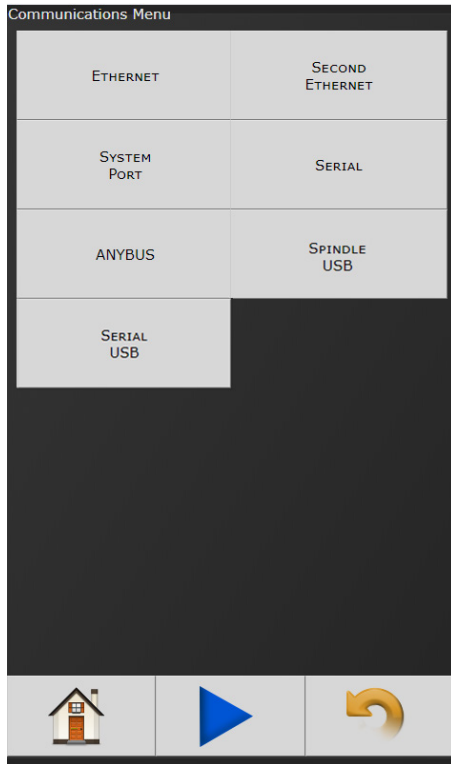 Communications Menu
Ethernet
Second
Ethernet
System
Port
Serial
ANYBUS
Spindle
USB
Serial
USB